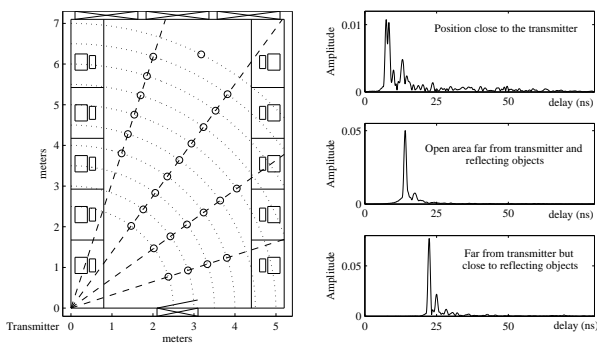 7
6
5
4
3
2
1
0
meters
Transmitter
0 1 2 3 4 5
meters
0.01
Amplitude
Position close to the transmitter
0 25 50
delay (ns)
0.05
Amplitude
Open area far from transmitter and
reflecting objects
0 25 50
delay (ns)
0.05
Amplitude
Far from transmitter but
close to reflecting objects
0 25 50
delay (ns)